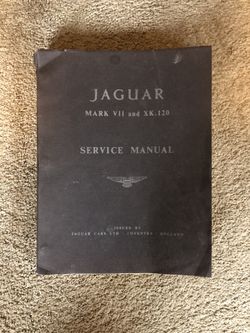 JAGUAR
MARK VII and XK.120
SERVICE MANUAL
ISSUED BY
JAGUAR CARS LTD · COVENTRY · ENGLAND